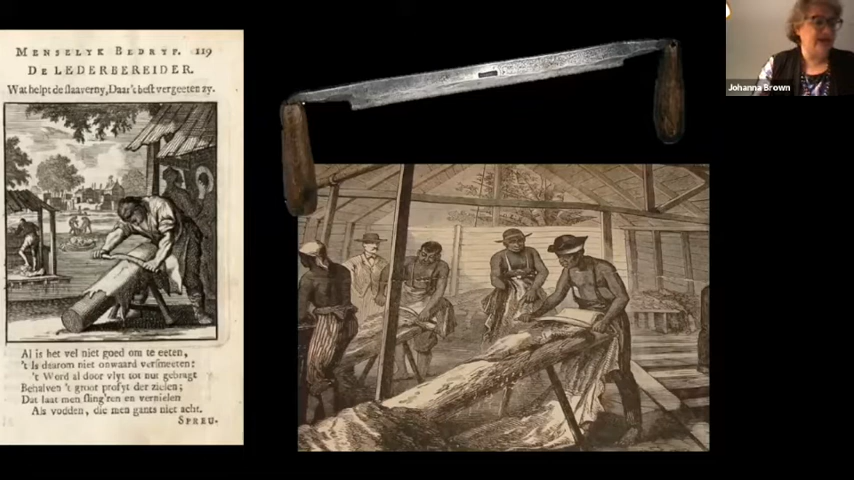 MENSELYK BEDRYF. 119
DE LEDERBEREIDER.
Wat helpt de slaaverny, Daar't best vergeeten zy.
Al is het vel niet goed om te eeten,
't Is daarom niet onwaard versmeeten:
't Werd al door vlyt tot nut gebragt
Behalven 't groot profyt der zielen;
Dat laat men sling'ren en vernielen
Als vodden, die men gants niet acht.
SPREU.
Johanna Brown